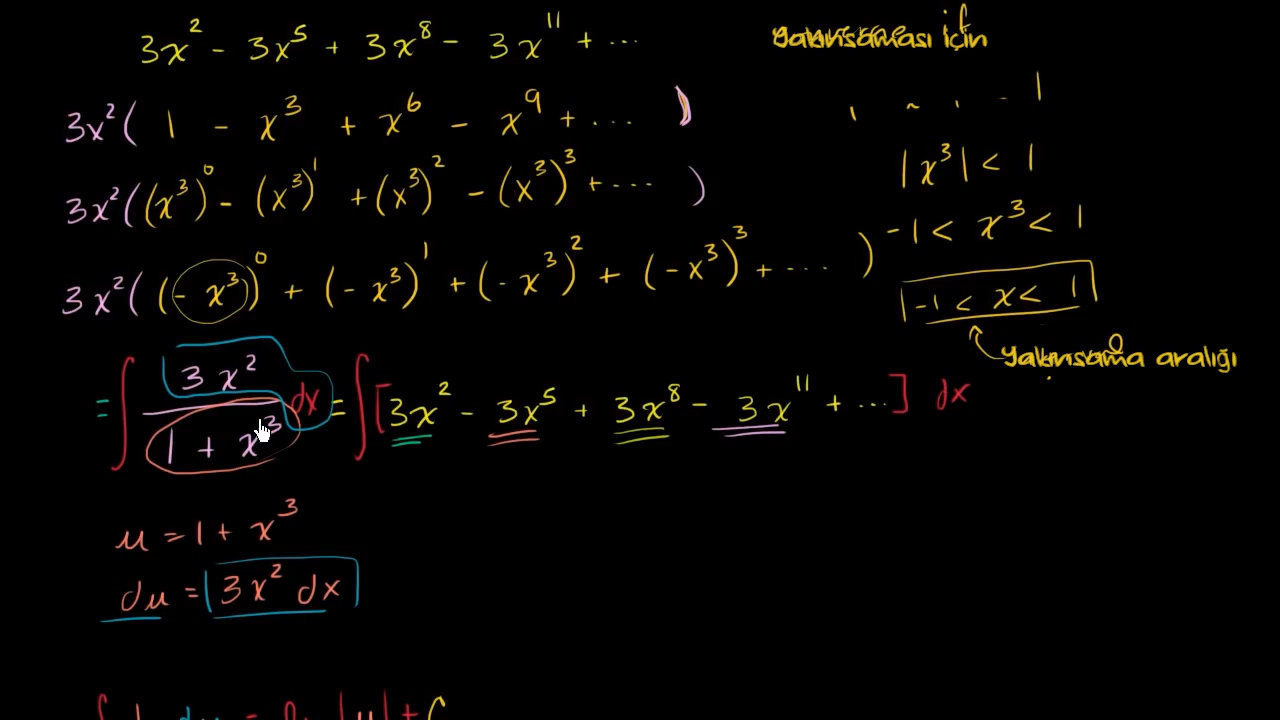 3x² - 3x⁵ + 3x⁸ - 3x¹¹ + ...
yakınsaması için
3x²( 1 - x³ + x⁶ - x⁹ + ... )
|x³| < 1
3x²((x³)⁰ - (x³)¹ + (x³)² - (x³)³ + ... )
-1 < x³ < 1
3x²((-x³)⁰ + (-x³)¹ + (-x³)² + (-x³)³ + ... )
-1 < x < 1
yakınsama aralığı
= ∫ 3x² / (1 + x³) dx = ∫ [3x² - 3x⁵ + 3x⁸ - 3x¹¹ + ...] dx
u = 1 + x³
du = 3x² dx